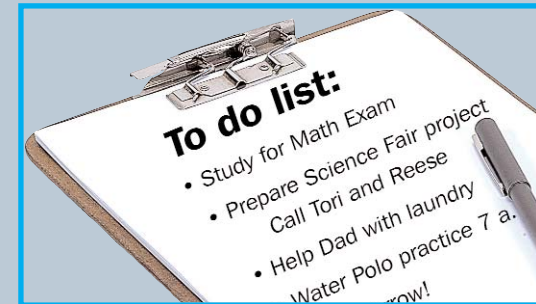 To do list:
• Study for Math Exam
• Prepare Science Fair project
Call Tori and Reese
• Help Dad with laundry
Water Polo practice 7 a.